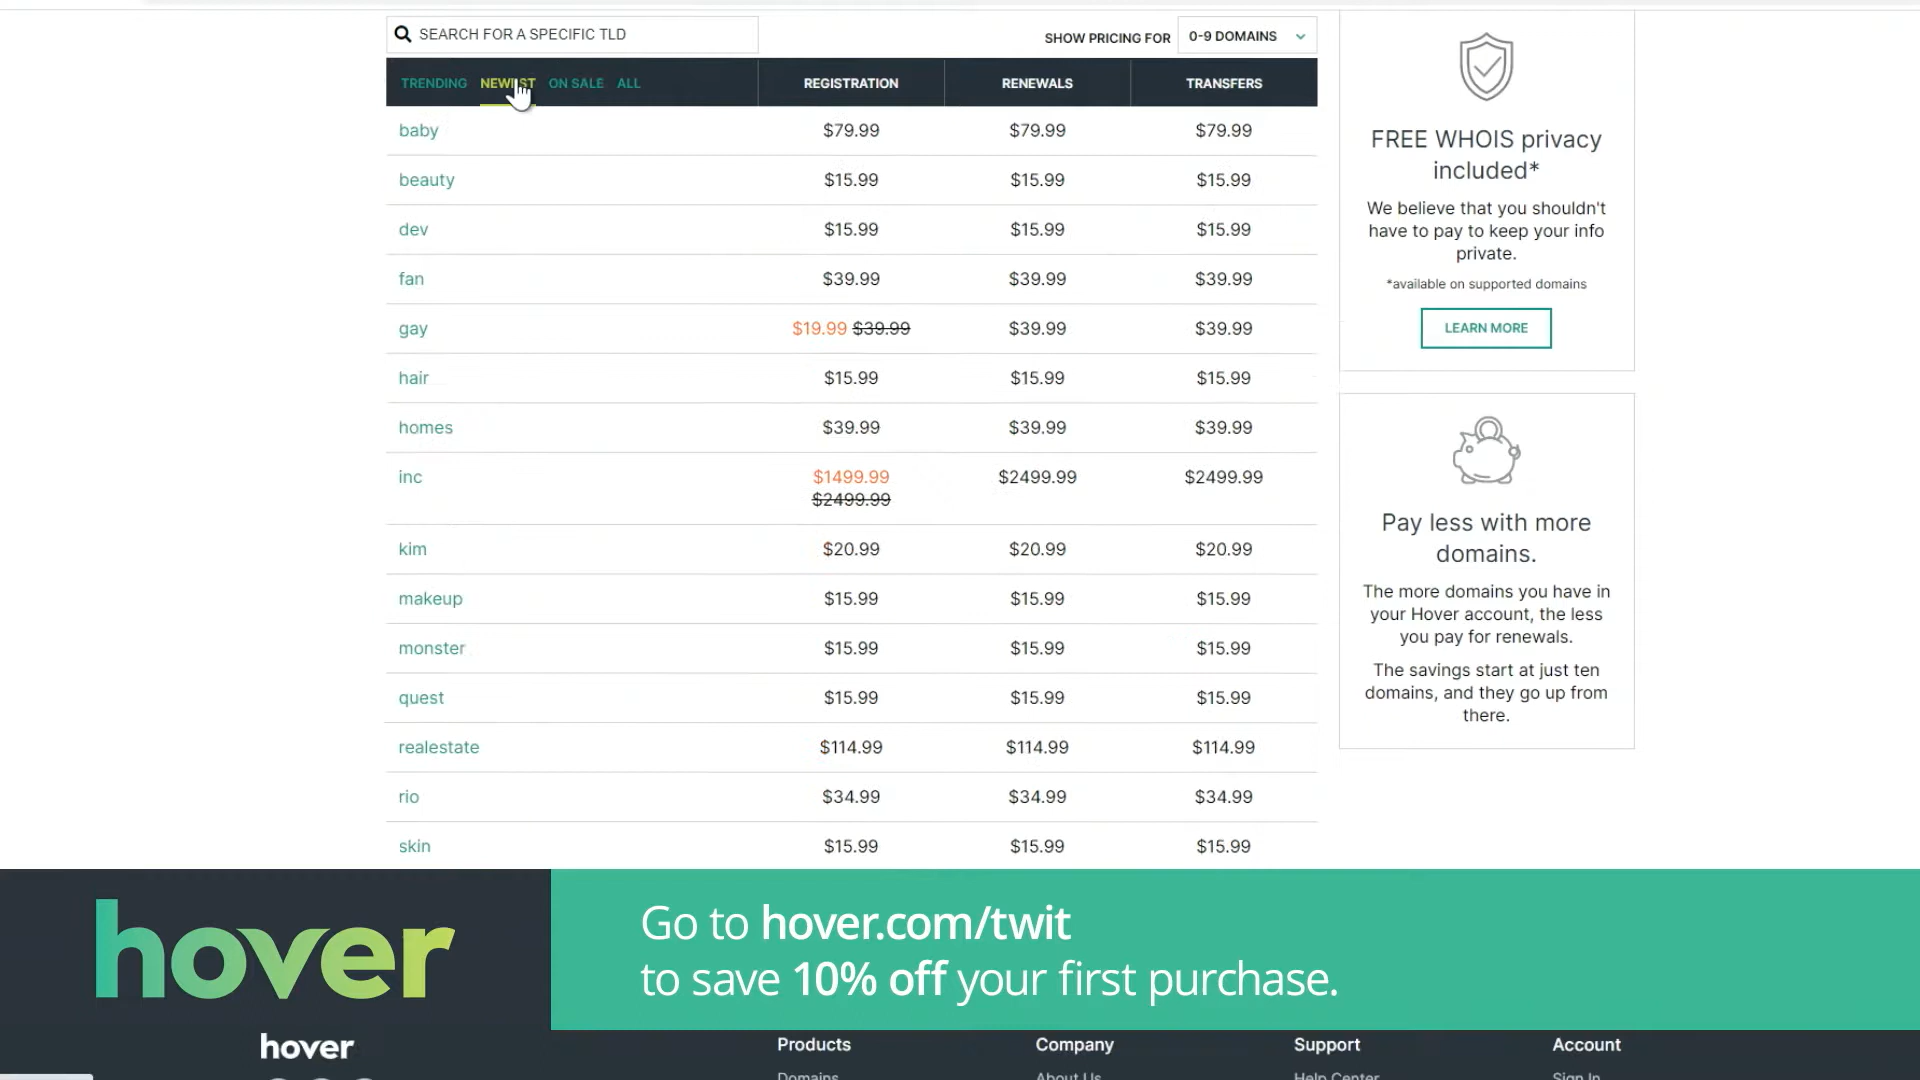 SEARCH FOR A SPECIFIC TLD
SHOW PRICING FOR 0-9 DOMAINS
TRENDING NEWEST ON SALE ALL REGISTRATION RENEWALS TRANSFERS
baby $79.99 $79.99 $79.99
beauty $15.99 $15.99 $15.99
dev $15.99 $15.99 $15.99
fan $39.99 $39.99 $39.99
gay $19.99 $39.99 $39.99 $39.99
hair $15.99 $15.99 $15.99
homes $39.99 $39.99 $39.99
inc $1499.99 $2499.99 $2499.99
$2499.99
kim $20.99 $20.99 $20.99
makeup $15.99 $15.99 $15.99
monster $15.99 $15.99 $15.99
quest $15.99 $15.99 $15.99
realestate $114.99 $114.99 $114.99
rio $34.99 $34.99 $34.99
skin $15.99 $15.99 $15.99
FREE WHOIS privacy
included*
We believe that you shouldn't
have to pay to keep your info
private.
*available on supported domains
LEARN MORE
Pay less with more
domains.
The more domains you have in
your Hover account, the less
you pay for renewals.
The savings start at just ten
domains, and they go up from
there.
hover
Go to hover.com/twit
to save 10% off your first purchase.
hover
Products Company Support Account
Domains About Us Help Center Sign In